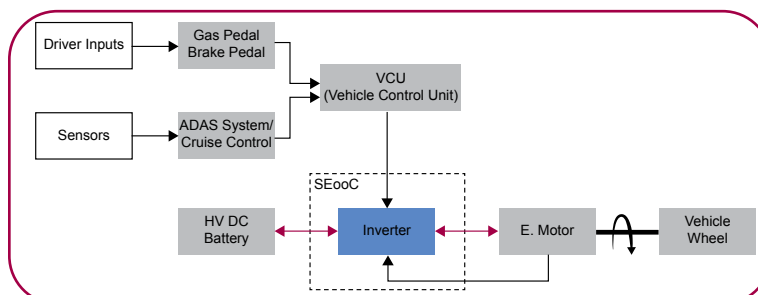 Driver Inputs
Gas Pedal
Brake Pedal
VCU
(Vehicle Control Unit)
Sensors
ADAS System/
Cruise Control
SEooC
HV DC
Battery
Inverter
E. Motor
Vehicle
Wheel